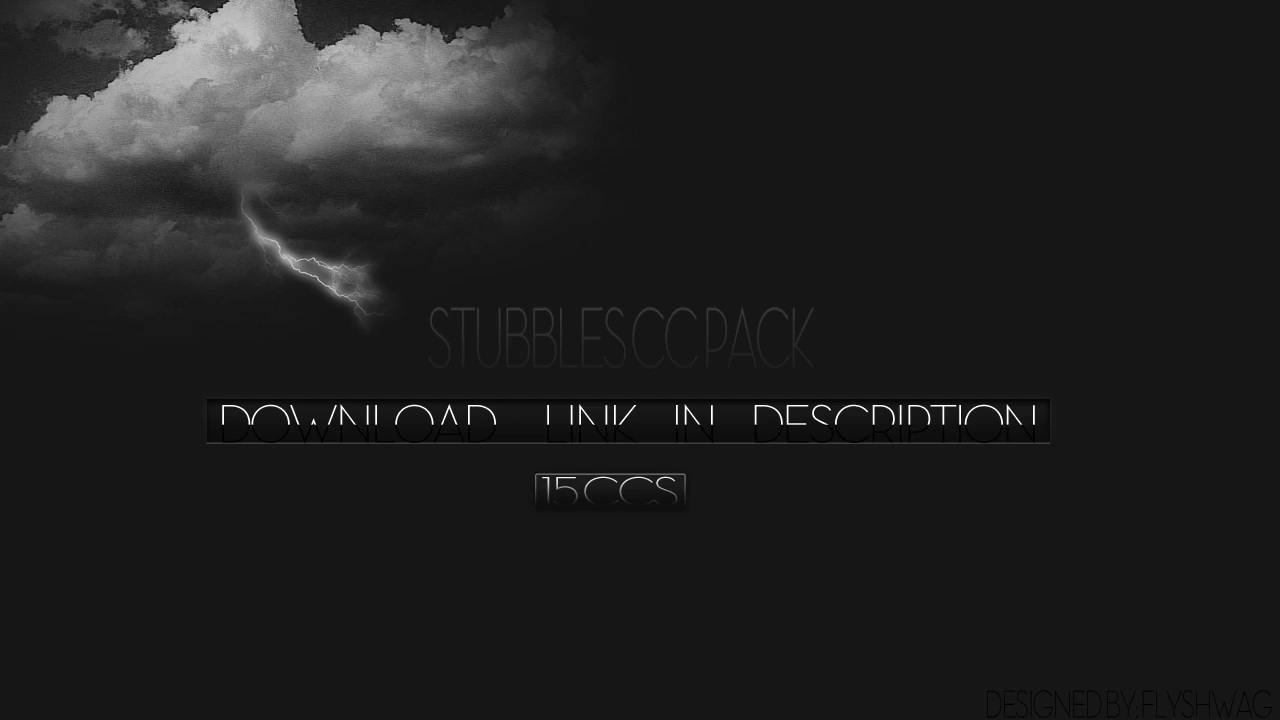 STUBBLES CC PACK
DOWNLOAD LINK IN DESCRIPTION
15 CCS
DESIGNED BY: FLYSHWAG